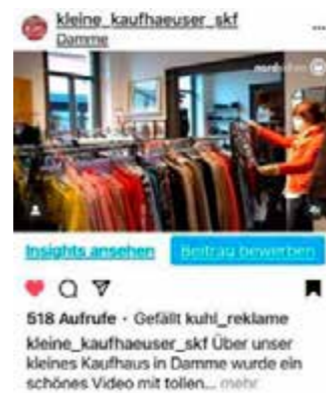 kleine_kaufhaeuser_skf
Damme
Insights ansehen
Beitrag bewerben
518 Aufrufe · Gefällt kuhl_reklame
kleine_kaufhaeuser_skf Über unser
kleines Kaufhaus in Damme wurde ein
schönes Video mit tollen... mehr